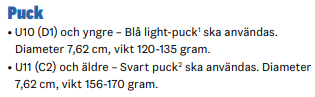 Puck
• U10 (D1) och yngre – Blå light-puck¹ ska användas.
Diameter 7,62 cm, vikt 120-135 gram.
• U11 (C2) och äldre – Svart puck² ska användas. Diameter
7,62 cm, vikt 156-170 gram.